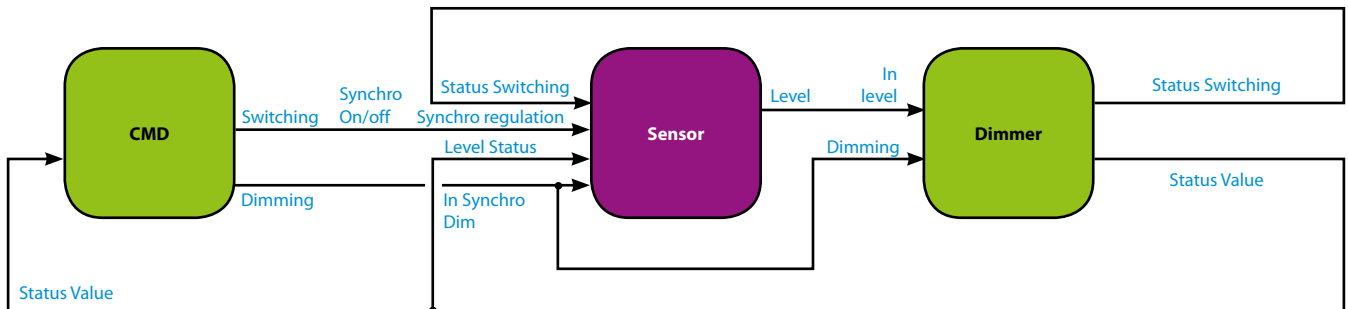 CMD
Switching
Dimming
Status Value
Synchro
On/off
Status Switching
Synchro regulation
Level Status
In Synchro
Dim
Sensor
Level
In
level
Dimming
Dimmer
Status Switching
Status Value